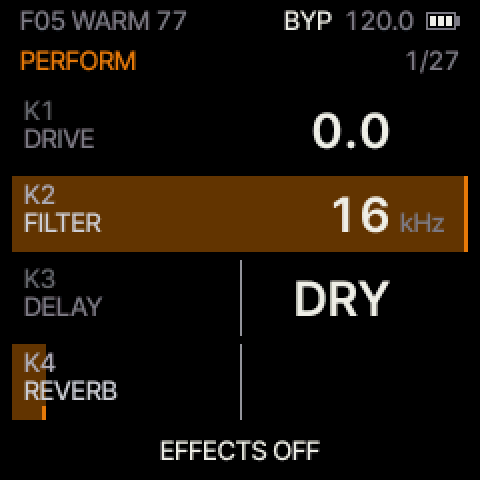 F05 WARM 77 BYP 120.0
PERFORM 1/27
K1
DRIVE 0.0
K2
FILTER 16 kHz
K3
DELAY DRY
K4
REVERB
EFFECTS OFF